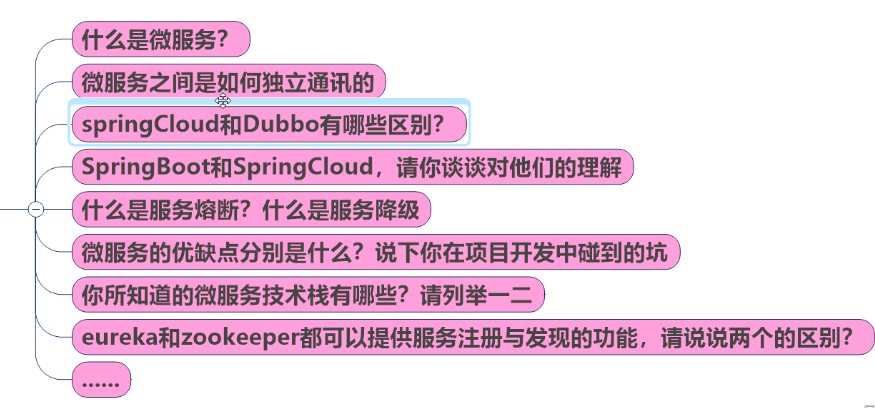 什么是微服务？
微服务之间是如何独立通讯的
springCloud和Dubbo有哪些区别？
SpringBoot和SpringCloud，请你谈谈对他们的理解
什么是服务熔断？什么是服务降级
微服务的优缺点分别是什么？说下你在项目开发中碰到的坑
你所知道的微服务技术栈有哪些？请列举一二
eureka和zookeeper都可以提供服务注册与发现的功能，请说说两个的区别？
......